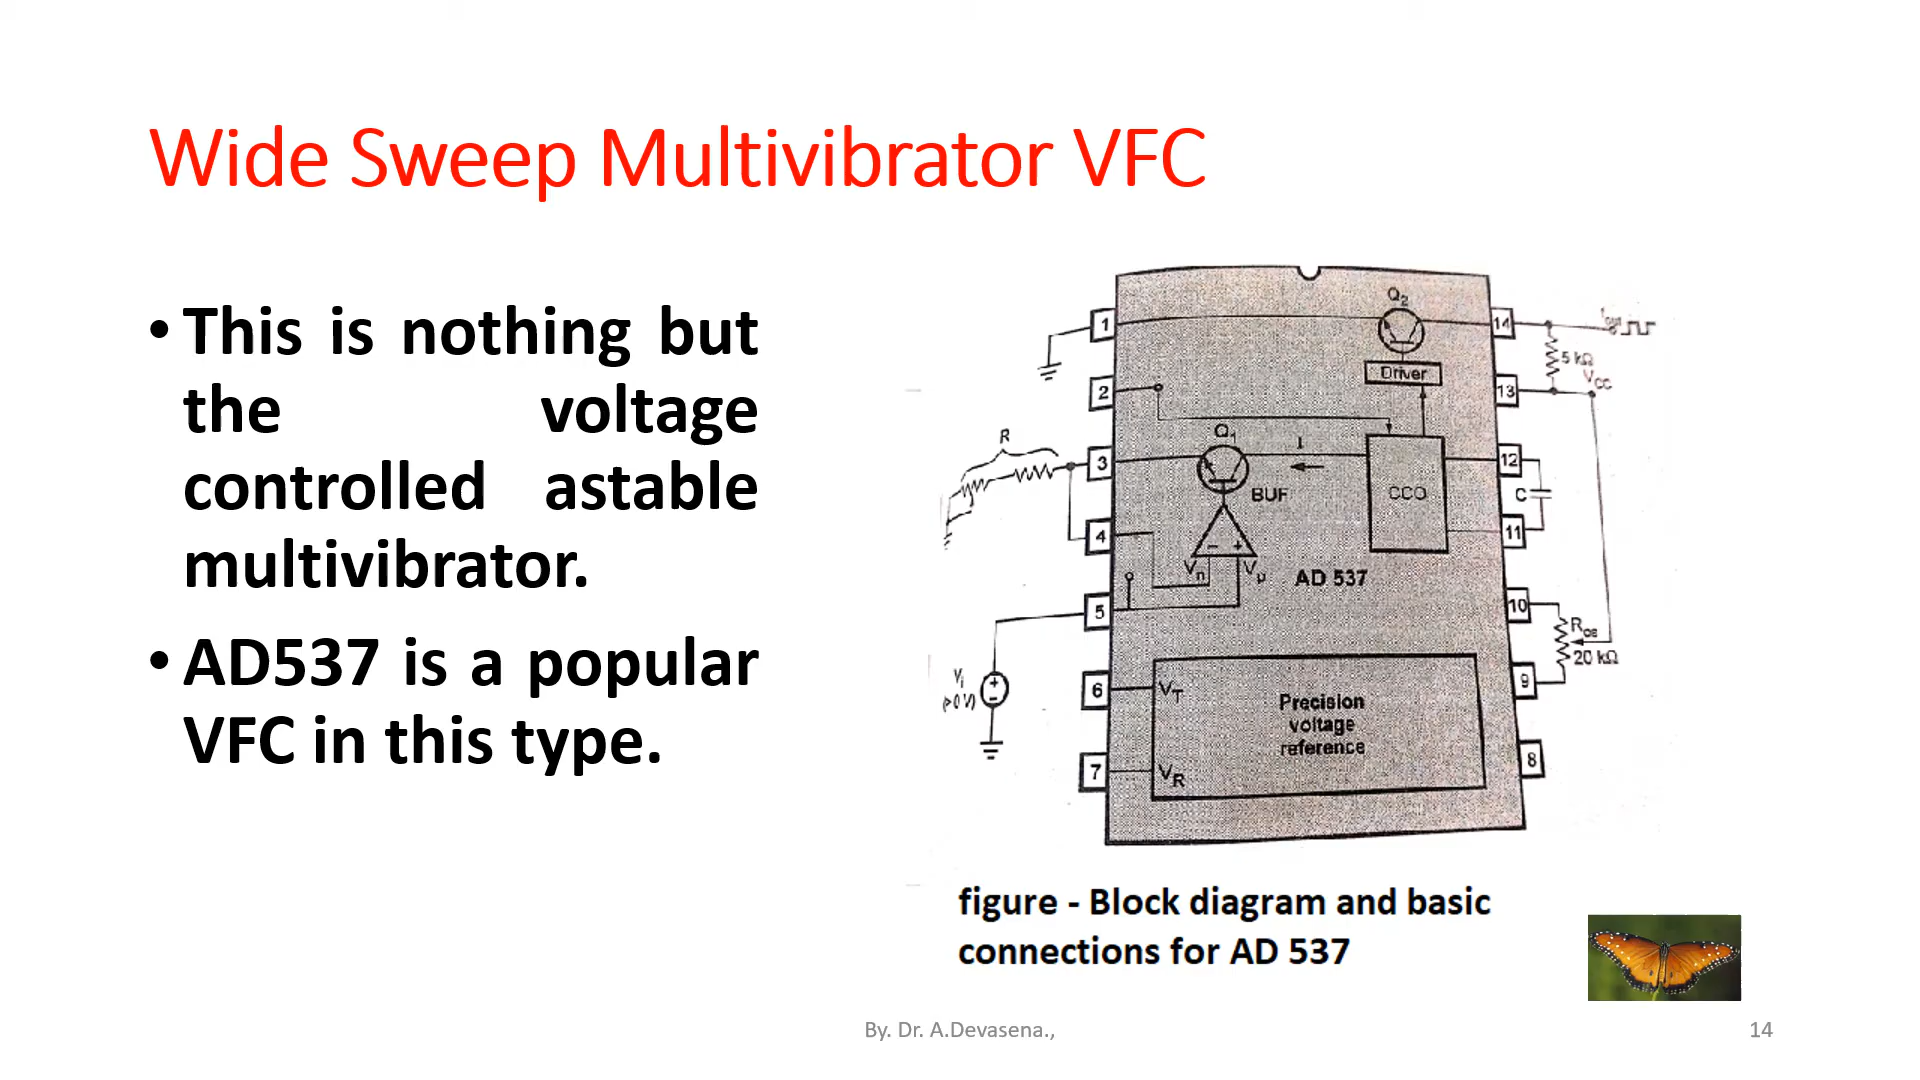 Wide Sweep Multivibrator VFC
• This is nothing but
the voltage
controlled astable
multivibrator.
• AD537 is a popular
VFC in this type.
Q2
1
14
5 kΩ
Driver
VCC
2
13
Q1
R
I
3
12
BUF
CCO
C
4
11
Vn
Vp
AD 537
5
10
ROS
20 kΩ
Vi
(>0V)
6
VT
Precision
voltage
reference
9
7
VR
8
figure - Block diagram and basic
connections for AD 537
By. Dr. A.Devasena.,
14